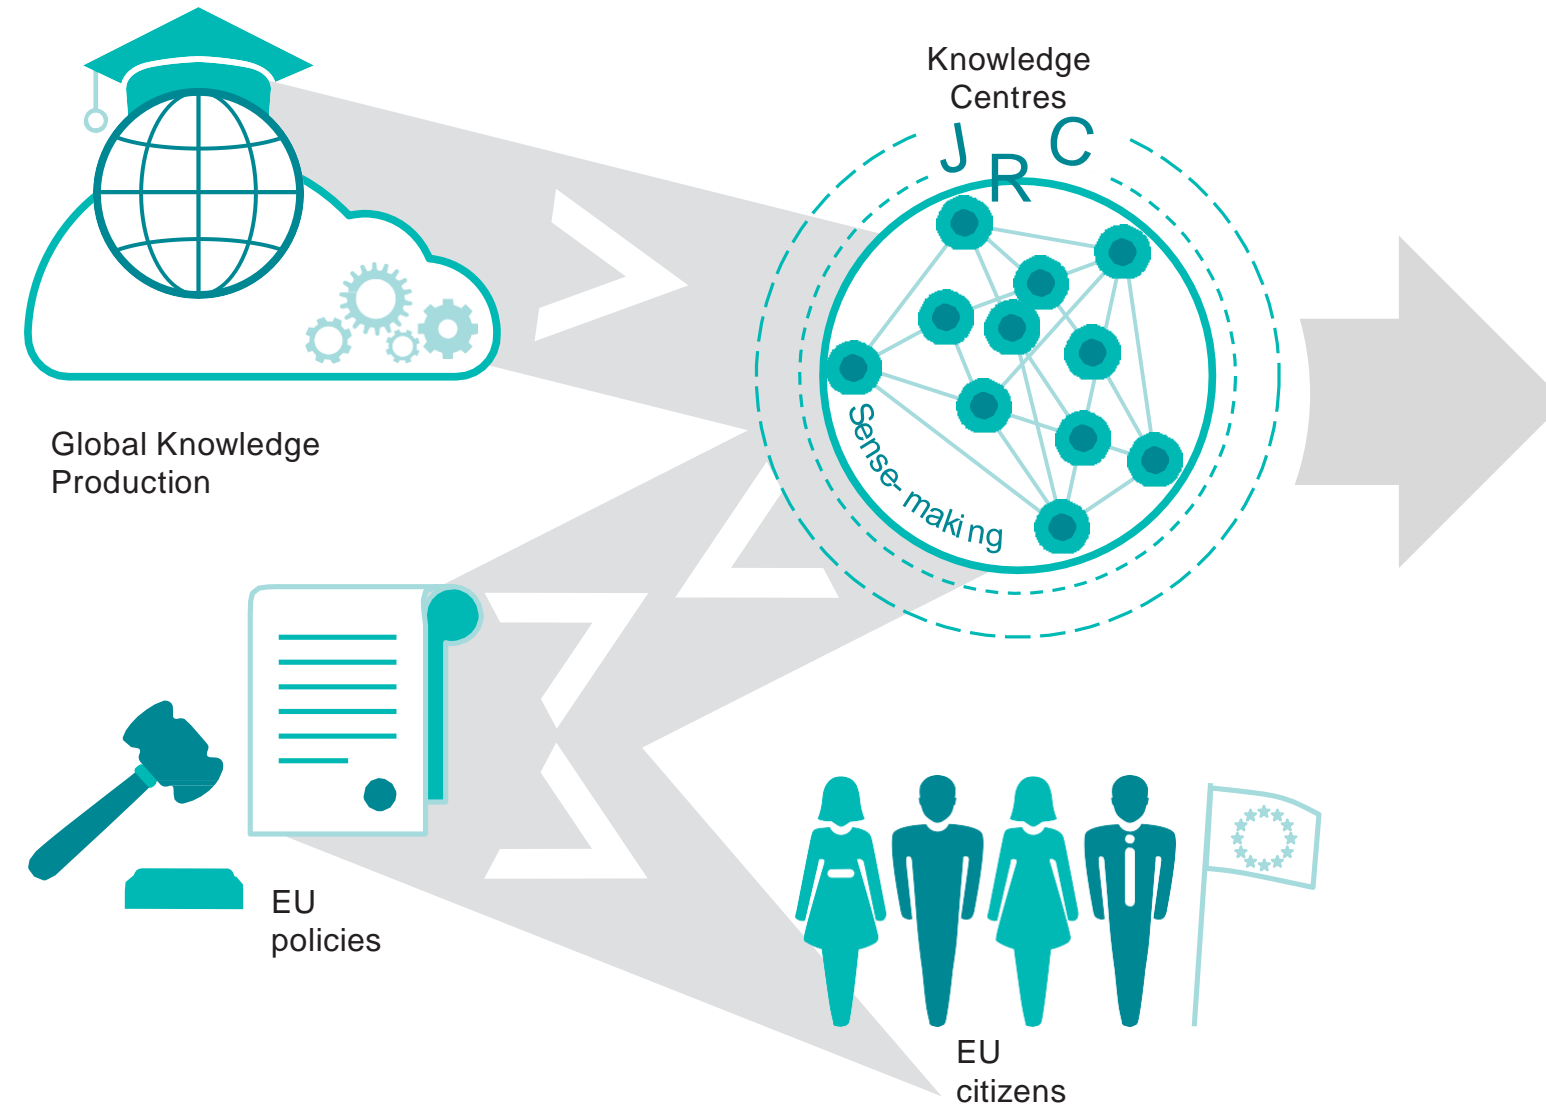 Knowledge
Centres
J R C
Sense-making
Global Knowledge
Production
EU
policies
EU
citizens